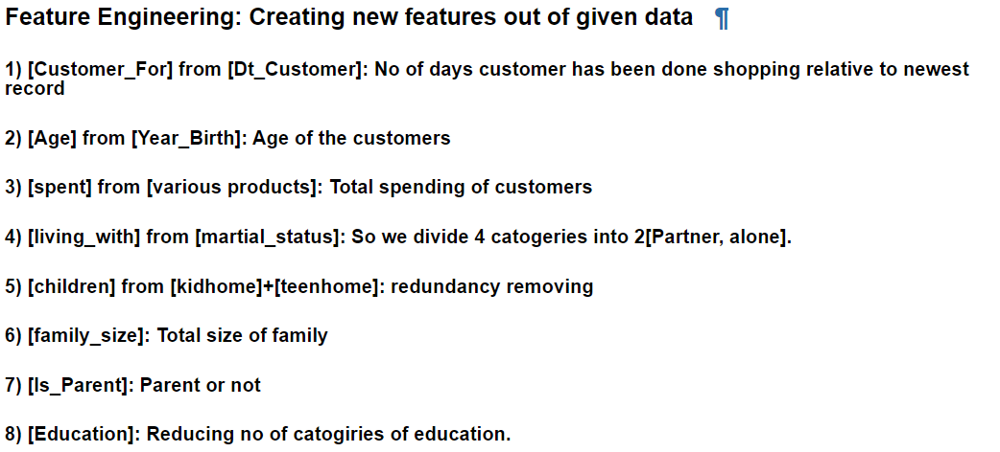 Feature Engineering: Creating new features out of given data ¶
1) [Customer_For] from [Dt_Customer]: No of days customer has been done shopping relative to newest
record
2) [Age] from [Year_Birth]: Age of the customers
3) [spent] from [various products]: Total spending of customers
4) [living_with] from [martial_status]: So we divide 4 catogeries into 2[Partner, alone].
5) [children] from [kidhome]+[teenhome]: redundancy removing
6) [family_size]: Total size of family
7) [Is_Parent]: Parent or not
8) [Education]: Reducing no of catogiries of education.